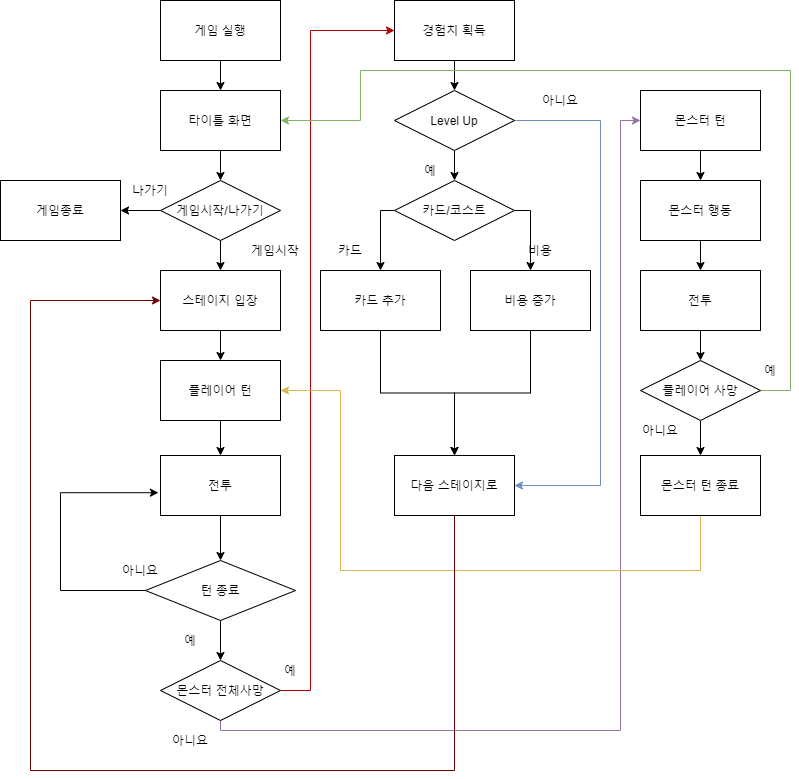 게임 실행
타이틀 화면
게임시작/나가기
나가기
게임종료
게임시작
스테이지 입장
플레이어 턴
전투
턴 종료
아니요
예
몬스터 전체사망
예
아니요
경험치 획득
Level Up
아니요
예
카드/코스트
카드
비용
카드 추가
비용 증가
다음 스테이지로
몬스터 턴
몬스터 행동
전투
플레이어 사망
예
아니요
몬스터 턴 종료